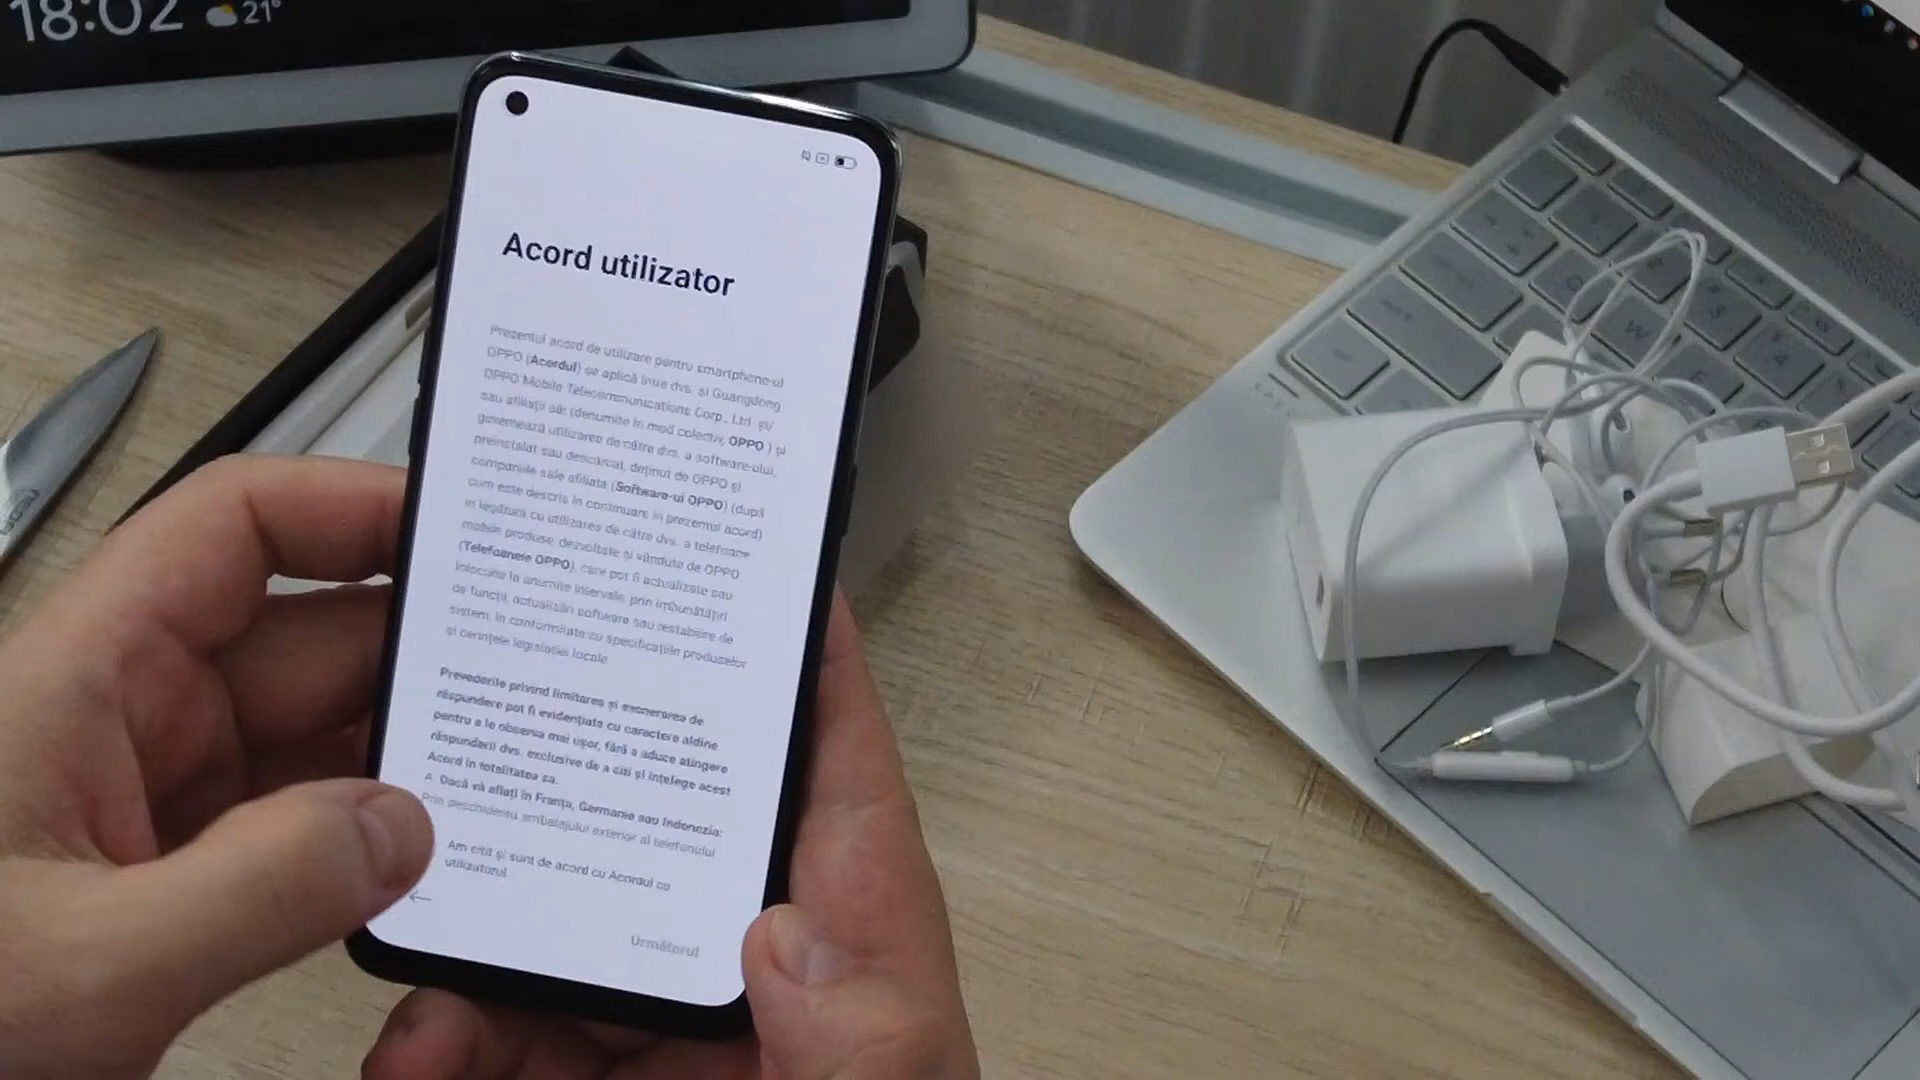 18:02 21°
Acord utilizator
Prezentul acord de utilizare pentru smartphone-ul
OPPO (Acordul) se aplică între dvs. și Guangdong
OPPO Mobile Telecommunications Corp., Ltd. și/
sau afiliații săi (denumite în mod colectiv, OPPO ) și
guvernează utilizarea de către dvs. a software-ului,
preinstalat sau descărcat, deținut de OPPO și
companiile sale afiliate (Software-ul OPPO) (după
cum este descris în continuare în prezentul acord)
în legătură cu utilizarea de către dvs. a telefoane
mobile produse, dezvoltate și vândute de OPPO
(Telefoanele OPPO), care pot fi actualizate sau
înlocuite la anumite intervale, prin îmbunătățiri
de funcții, actualizări software sau restabilire de
sistem, în conformitate cu specificațiile produselor
și cerințele legislației locale.
Prevederile privind limitarea și exonerarea de
răspundere pot fi evidențiate cu caractere aldine
pentru a le observa mai ușor, fără a aduce atingere
răspunderii dvs. exclusive de a citi și înțelege acest
Acord în totalitatea sa.
A. Dacă vă aflați în Franța, Germania sau Indonezia:
Prin deschiderea ambalajului exterior al telefonului
Am citit și sunt de acord cu Acordul cu
utilizatorul.
Următorul